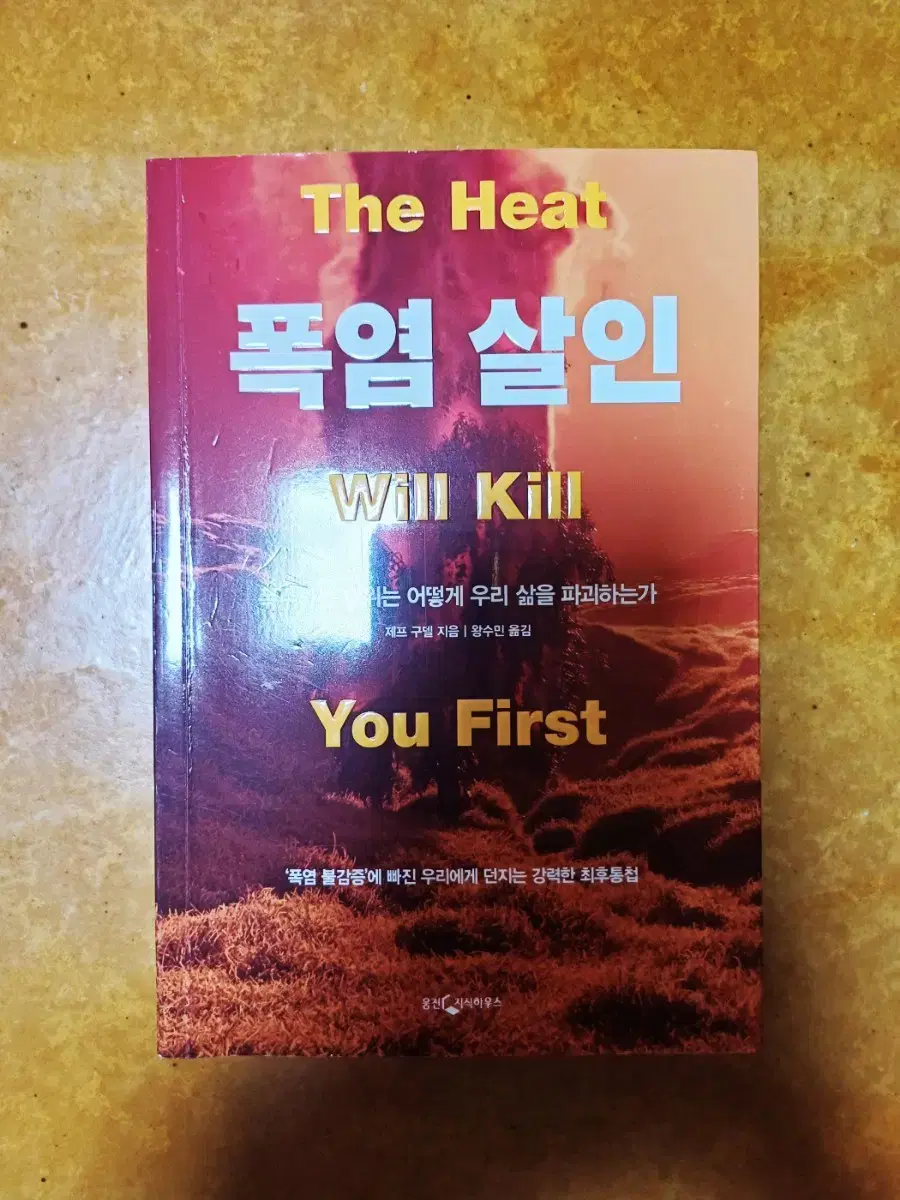 The Heat
폭염 살인
Will Kill
어떻게 우리 삶을 파괴하는가
제프 구델 지음 | 왕수민 옮김
You First
'폭염 불감증'에 빠진 우리에게 던지는 강력한 최후통첩
웅진 지식하우스